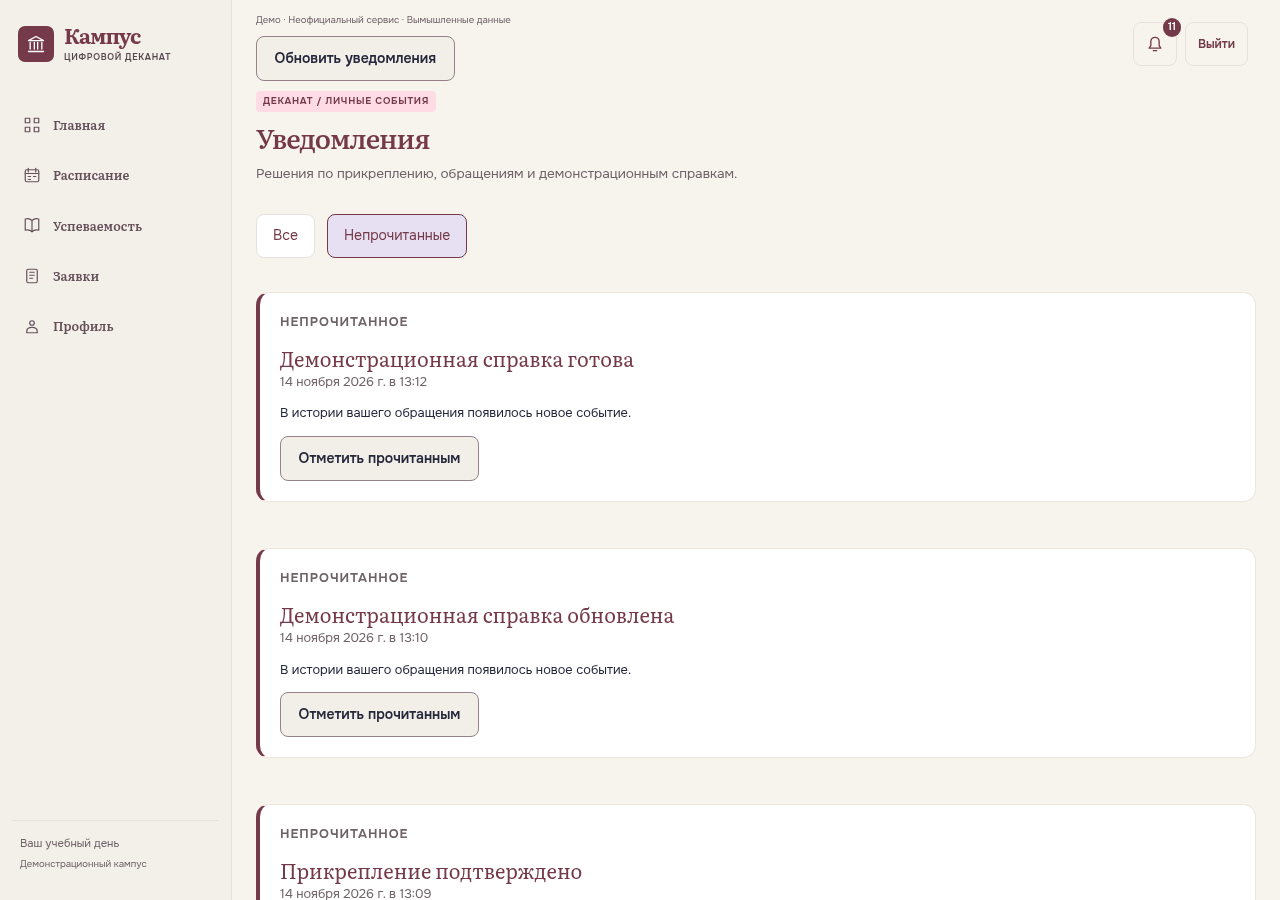 Кампус
ЦИФРОВОЙ ДЕКАНАТ
Главная
Расписание
Успеваемость
Заявки
Профиль
Ваш учебный день
Демонстрационный кампус
Демо · Неофициальный сервис · Вымышленные данные
Обновить уведомления
11
Выйти
ДЕКАНАТ / ЛИЧНЫЕ СОБЫТИЯ
Уведомления
Решения по прикреплению, обращениям и демонстрационным справкам.
Все
Непрочитанные
НЕПРОЧИТАННОЕ
Демонстрационная справка готова
14 ноября 2026 г. в 13:12
В истории вашего обращения появилось новое событие.
Отметить прочитанным
НЕПРОЧИТАННОЕ
Демонстрационная справка обновлена
14 ноября 2026 г. в 13:10
В истории вашего обращения появилось новое событие.
Отметить прочитанным
НЕПРОЧИТАННОЕ
Прикрепление подтверждено
14 ноября 2026 г. в 13:09